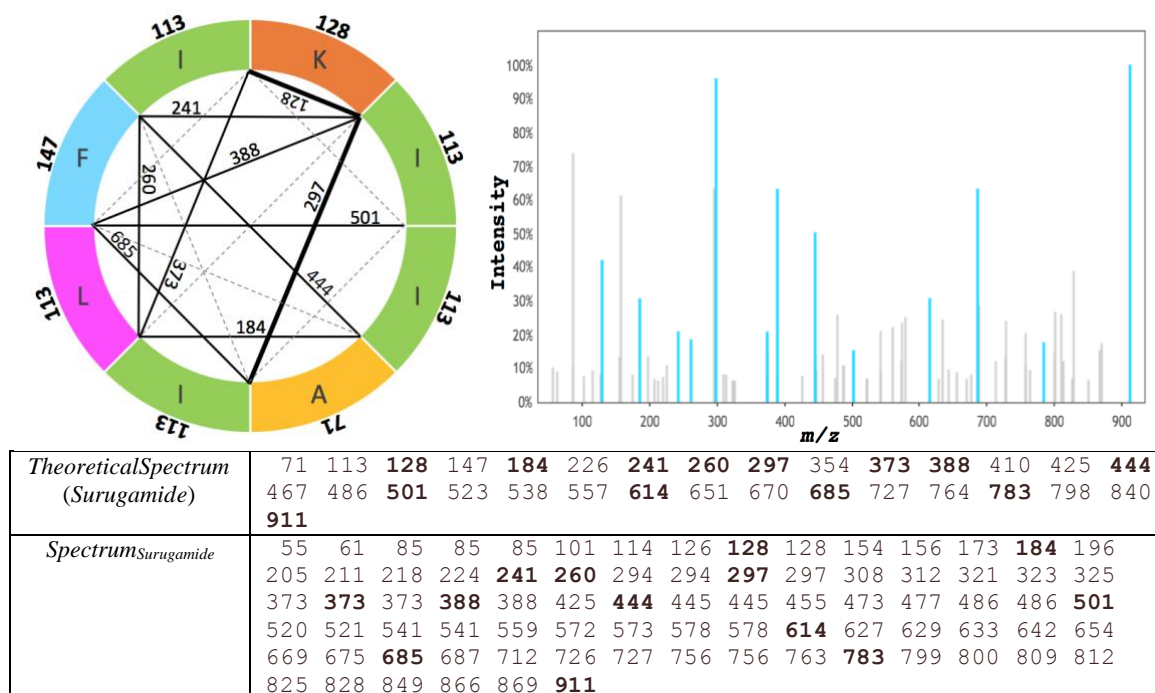 113
128
I
K
113
I
113
I
71
A
113
I
113
L
147
F
241
128
388
260
297
501
685
373
444
184
Intensity
100%
90%
80%
70%
60%
50%
40%
30%
20%
10%
0%
100 200 300 400 500 600 700 800 900
m/z
TheoreticalSpectrum (Surugamide)
71 113 128 147 184 226 241 260 297 354 373 388 410 425 444
467 486 501 523 538 557 614 651 670 685 727 764 783 798 840
911
SpectrumSurugamide
55 61 85 85 85 101 114 126 128 128 154 156 173 184 196
205 211 218 224 241 260 294 294 297 297 308 312 321 323 325
373 373 373 388 388 425 444 445 445 455 473 477 486 486 501
520 521 541 541 559 572 573 578 578 614 627 629 633 642 654
669 675 685 687 712 726 727 756 756 763 783 799 800 809 812
825 828 849 866 869 911